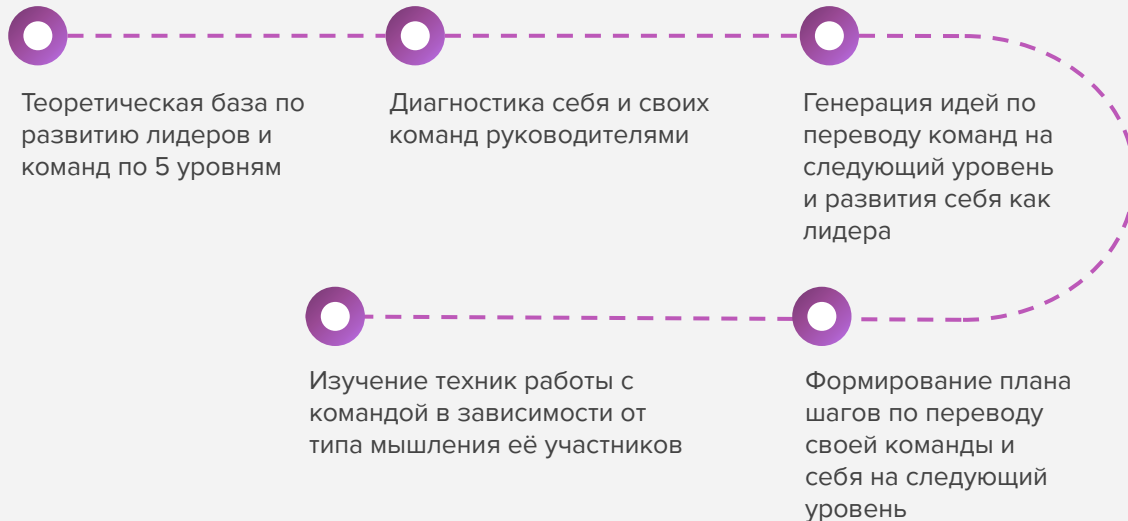 Теоретическая база по
развитию лидеров и
команд по 5 уровням
Диагностика себя и своих
команд руководителями
Генерация идей по
переводу команд на
следующий уровень
и развития себя как
лидера
Формирование плана
шагов по переводу
своей команды и
себя на следующий
уровень
Изучение техник работы с
командой в зависимости от
типа мышления её участников